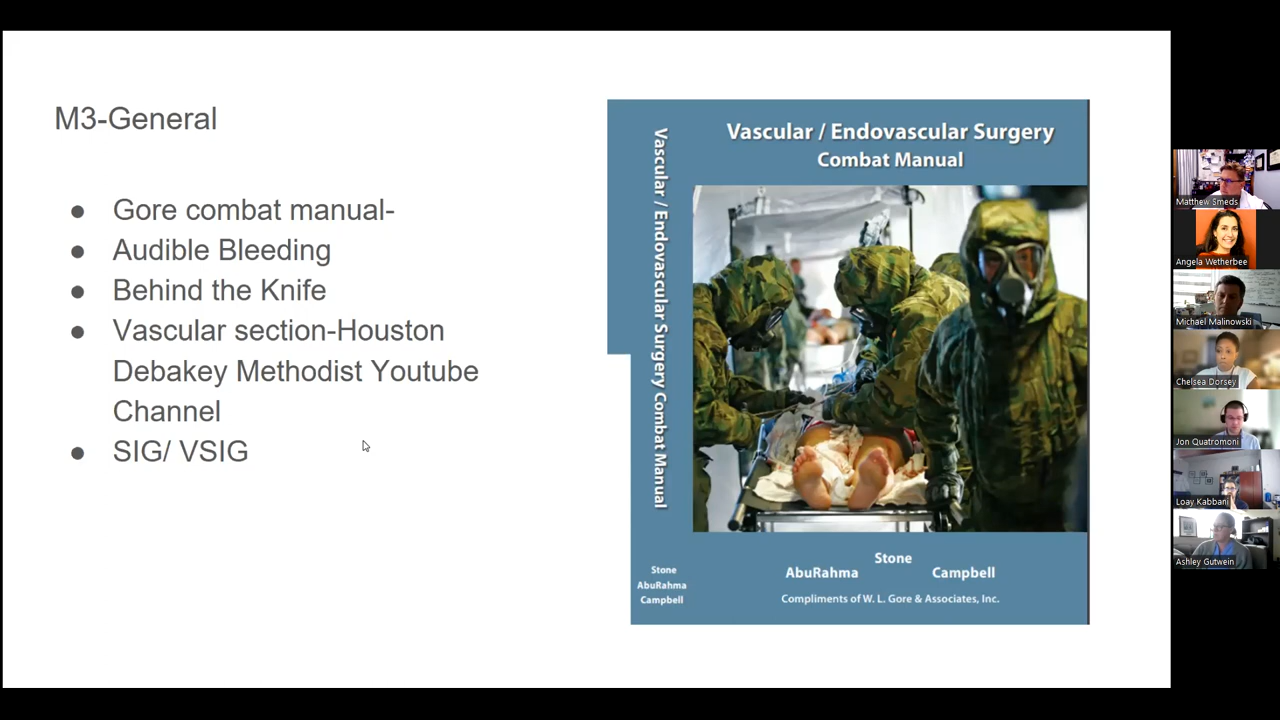 M3-General
● Gore combat manual-
● Audible Bleeding
● Behind the Knife
● Vascular section-Houston
Debakey Methodist Youtube
Channel
● SIG/ VSIG
Vascular / Endovascular Surgery Combat Manual
Stone
AbuRahma
Campbell
Vascular / Endovascular Surgery
Combat Manual
Stone
AbuRahma Campbell
Compliments of W. L. Gore & Associates, Inc.
Matthew Smeds
Angela Wetherbee
Michael Malinowski
Chelsea Dorsey
Jon Quatromoni
Loay Kabbani
Ashley Gutwein